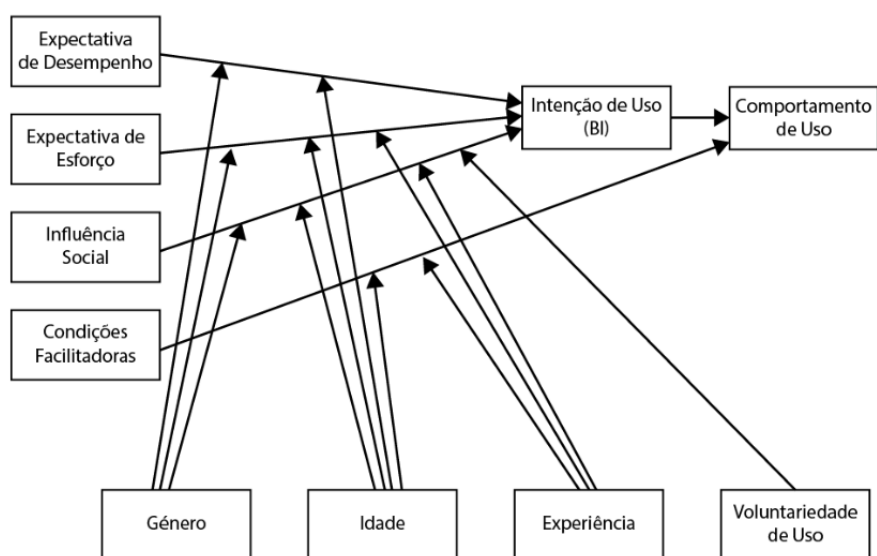 Expectativa
de Desempenho
Expectativa de
Esforço
Influência
Social
Condições
Facilitadoras
Intenção de Uso
(BI)
Comportamento
de Uso
Género
Idade
Experiência
Voluntariedade
de Uso